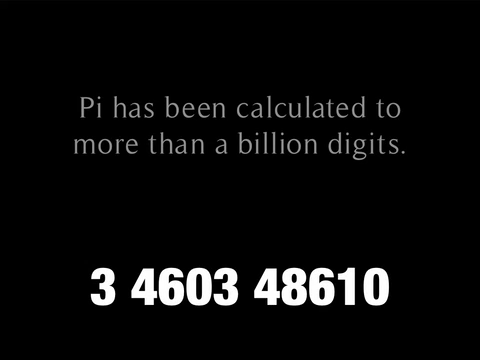 Pi has been calculated to
more than a billion digits.
3 4603 48610